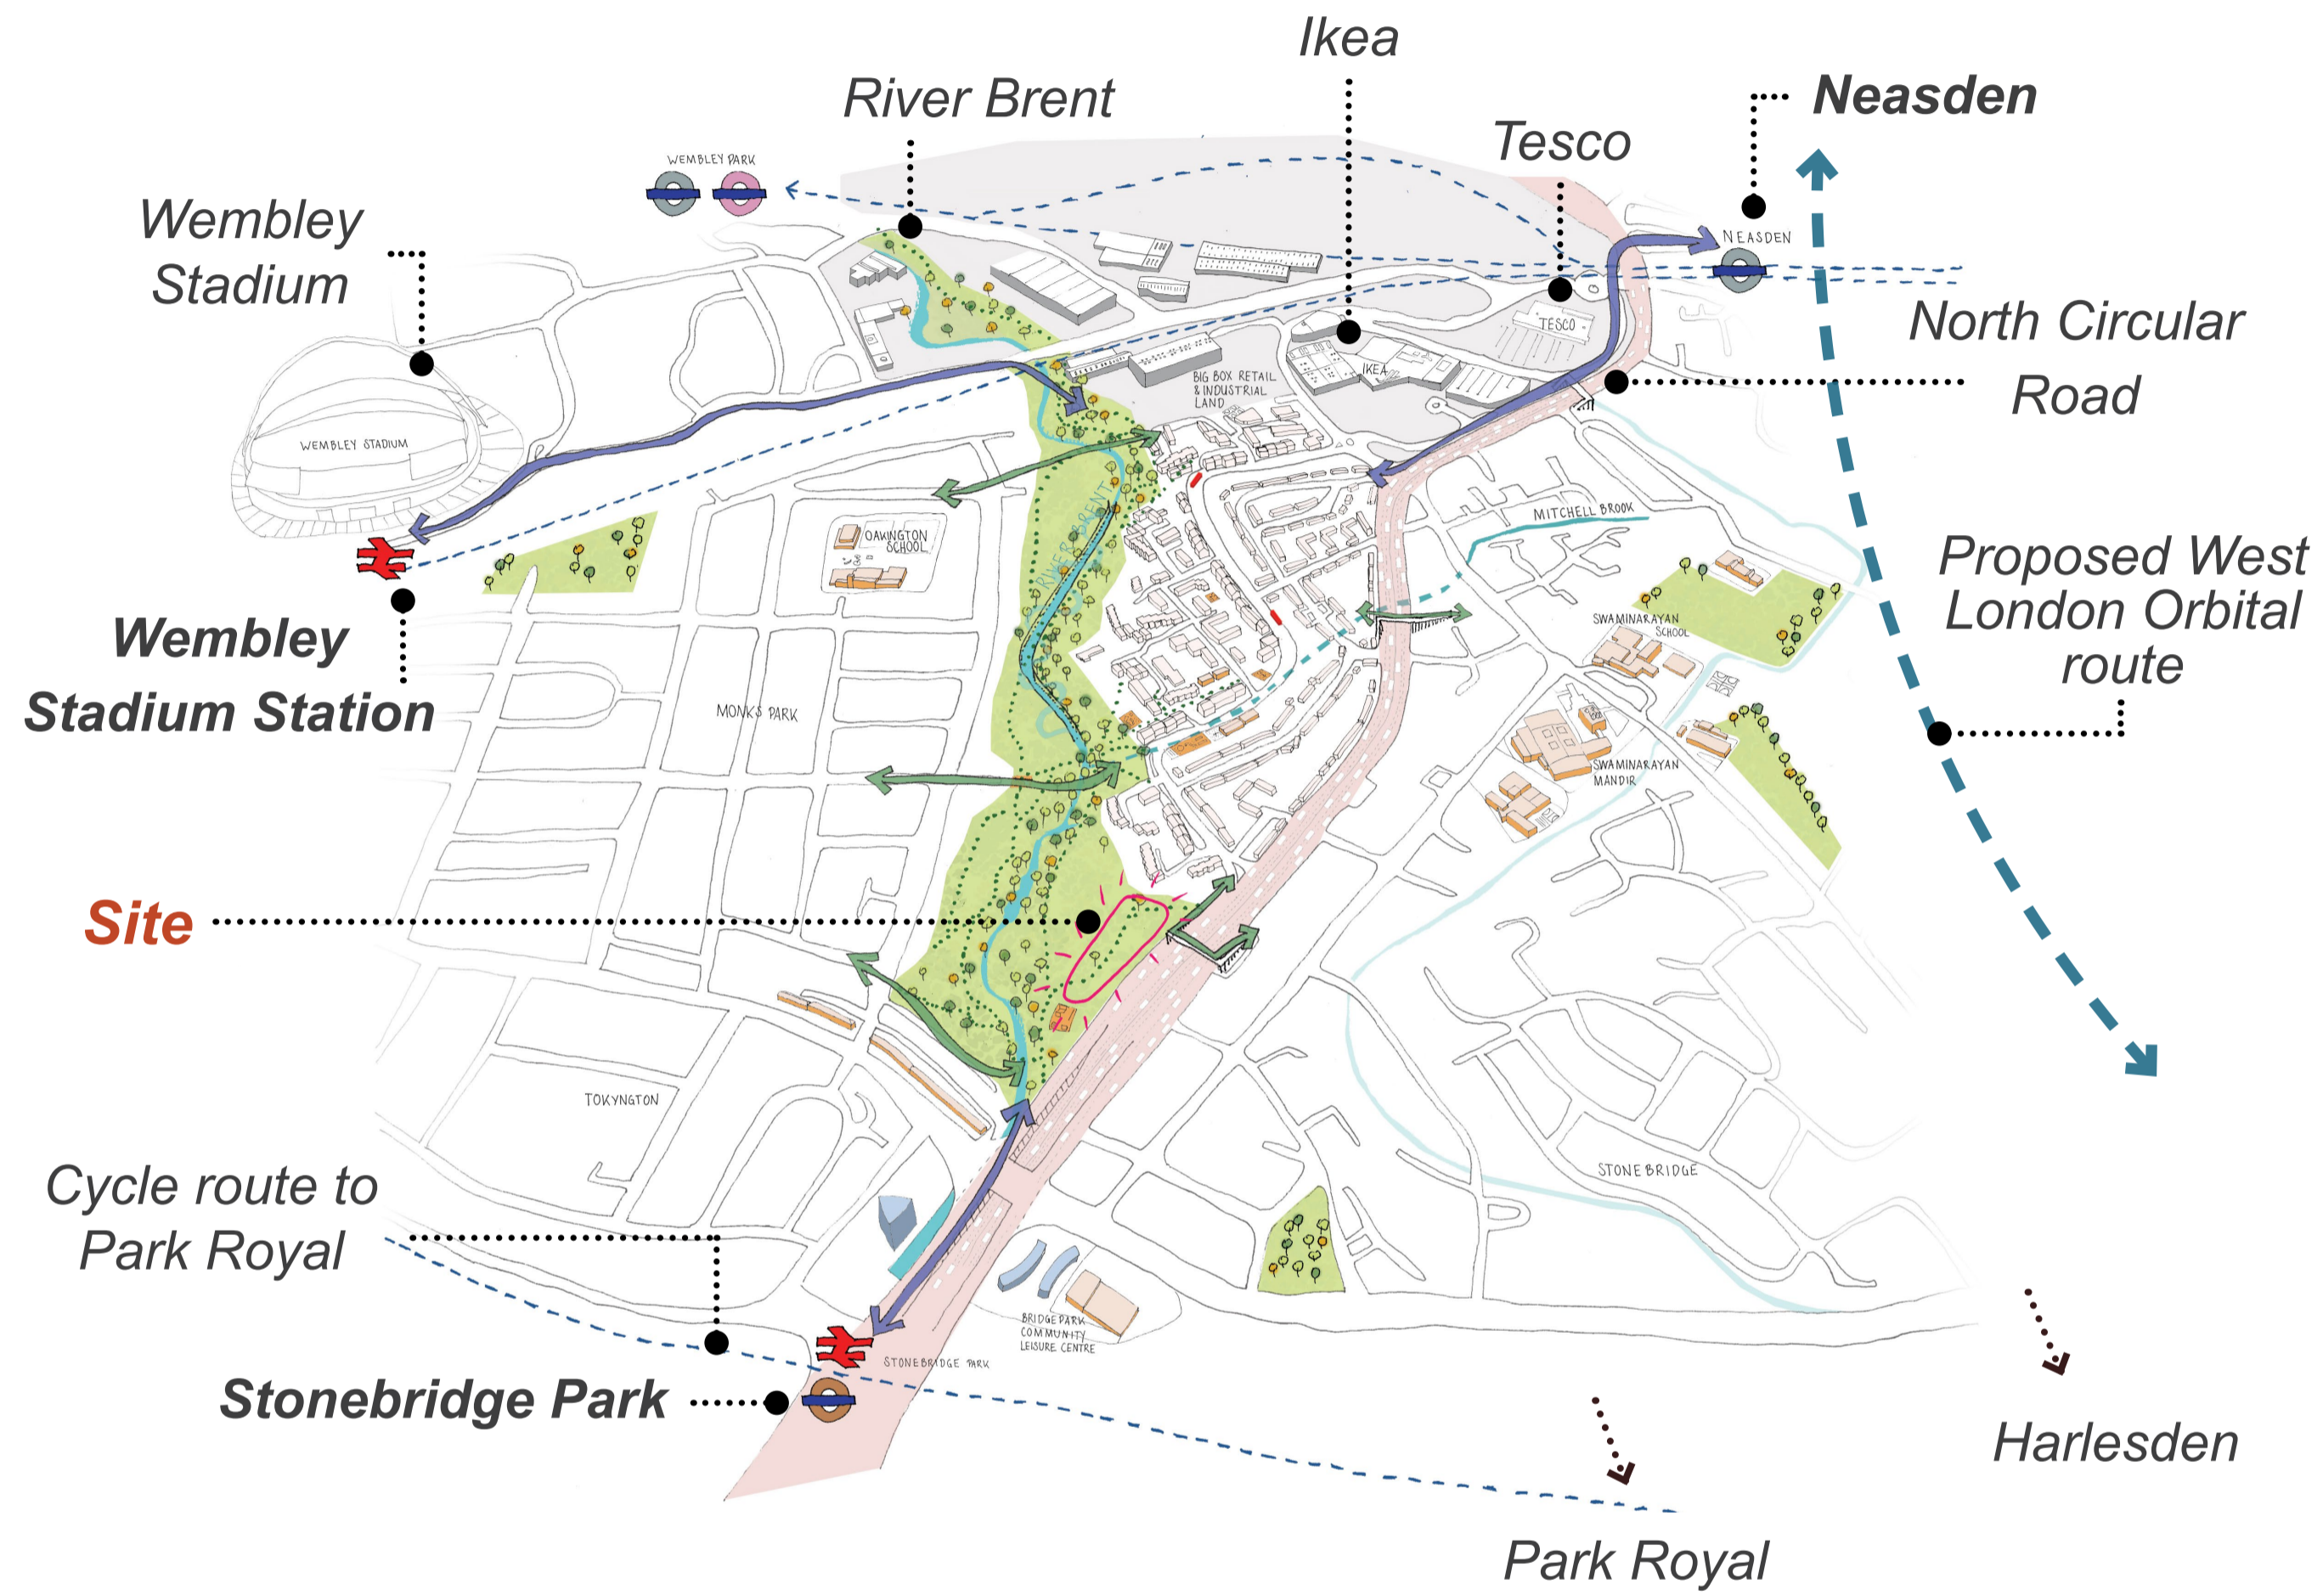 Ikea
River Brent
Neasden
Tesco
WEMBLEY PARK
Wembley
Stadium
NEASDEN
North Circular
Road
TESCO
IKEA
BIG BOX RETAIL
& INDUSTRIAL
LAND
WEMBLEY STADIUM
RIVER BRENT
MITCHELL BROOK
OAKINGTON
SCHOOL
Proposed West
London Orbital
route
Wembley
Stadium Station
SWAMINARAYAN
SCHOOL
MONKS PARK
SWAMINARAYAN
MANDIR
Site
TOKYNGTON
STONEBRIDGE
Cycle route to
Park Royal
BRIDGE PARK
COMMUNITY
LEISURE CENTRE
STONEBRIDGE PARK
Stonebridge Park
Harlesden
Park Royal